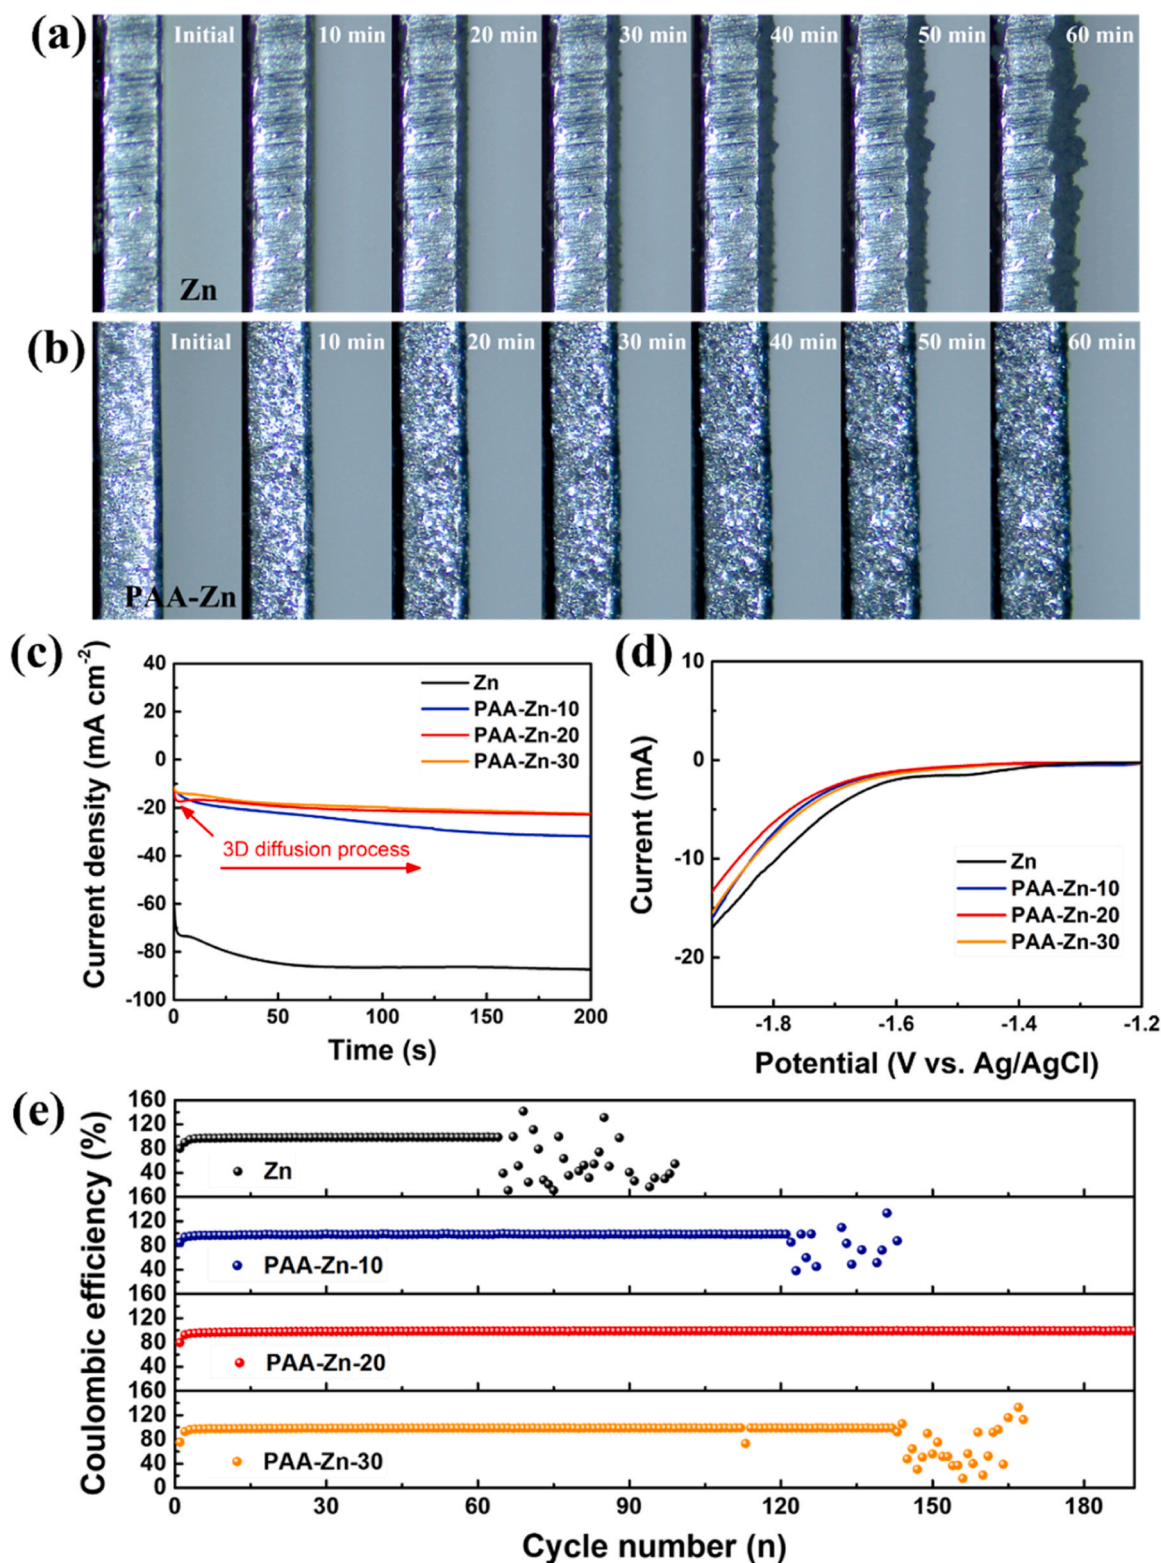 (a)
Initial
10 min
20 min
30 min
40 min
50 min
60 min
Zn
(b)
Initial
10 min
20 min
30 min
40 min
50 min
60 min
PAA-Zn
(c)
Current density (mA cm-2)
40
20
0
-20
-40
-60
-80
-100
Zn
PAA-Zn-10
PAA-Zn-20
PAA-Zn-30
3D diffusion process
0
50
100
150
200
Time (s)
(d)
Current (mA)
10
0
-10
-20
Zn
PAA-Zn-10
PAA-Zn-20
PAA-Zn-30
-1.8
-1.6
-1.4
-1.2
Potential (V vs. Ag/AgCl)
(e)
Coulombic efficiency (%)
160
120
80
40
Zn
160
120
80
40
PAA-Zn-10
160
120
80
40
PAA-Zn-20
160
120
80
40
0
PAA-Zn-30
0
30
60
90
120
150
180
Cycle number (n)